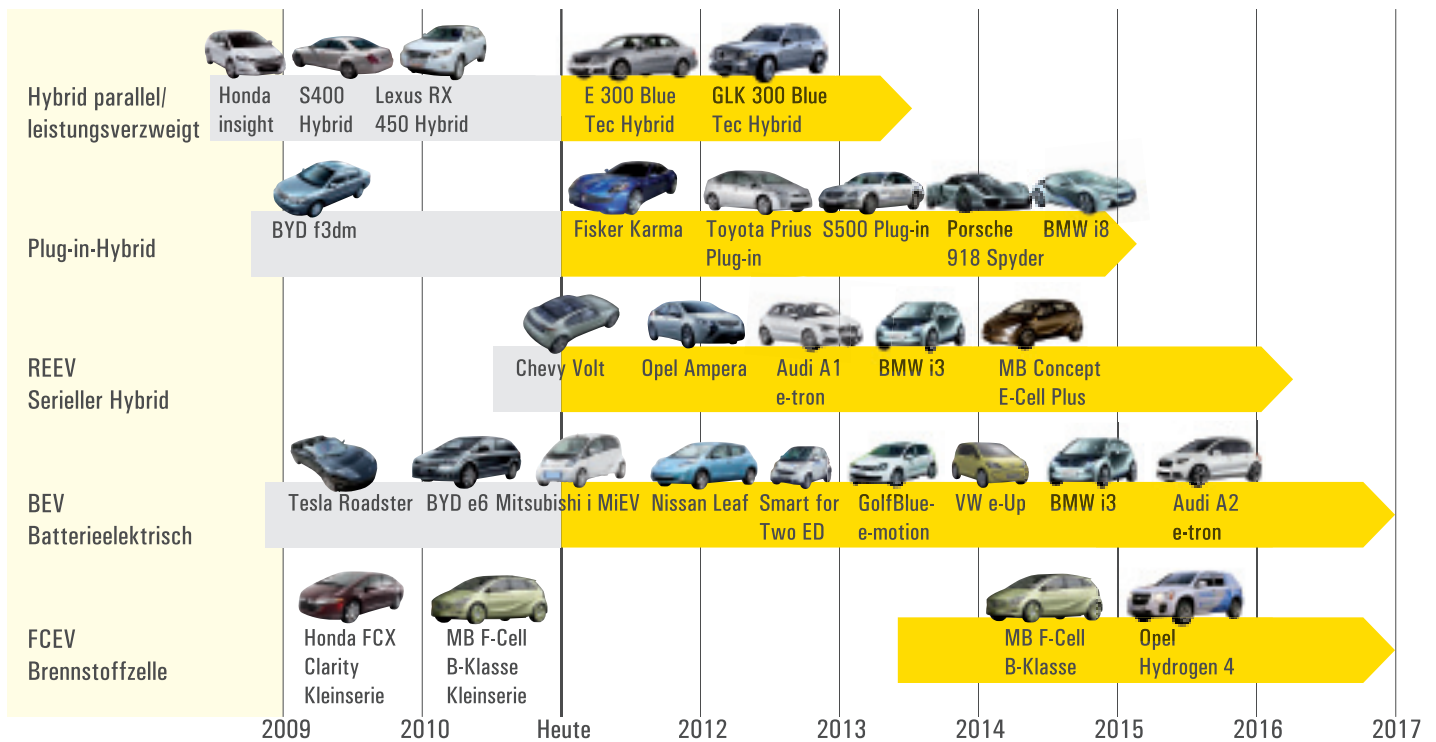 Hybrid parallel/
leistungsverzweigt
Honda
insight
S400
Hybrid
Lexus RX
450 Hybrid
E 300 Blue
Tec Hybrid
GLK 300 Blue
Tec Hybrid
Plug-in-Hybrid
BYD f3dm
Fisker Karma
Toyota Prius
Plug-in
S500 Plug-in
Porsche
918 Spyder
BMW i8
REEV
Serieller Hybrid
Chevy Volt
Opel Ampera
Audi A1
e-tron
BMW i3
MB Concept
E-Cell Plus
BEV
Batterieelektrisch
Tesla Roadster
BYD e6
Mitsubishi i MiEV
Nissan Leaf
Smart for
Two ED
GolfBlue-
e-motion
VW e-Up
BMW i3
Audi A2
e-tron
FCEV
Brennstoffzelle
Honda FCX
Clarity
Kleinserie
MB F-Cell
B-Klasse
Kleinserie
MB F-Cell
B-Klasse
Opel
Hydrogen 4
2009
2010
Heute
2012
2013
2014
2015
2016
2017